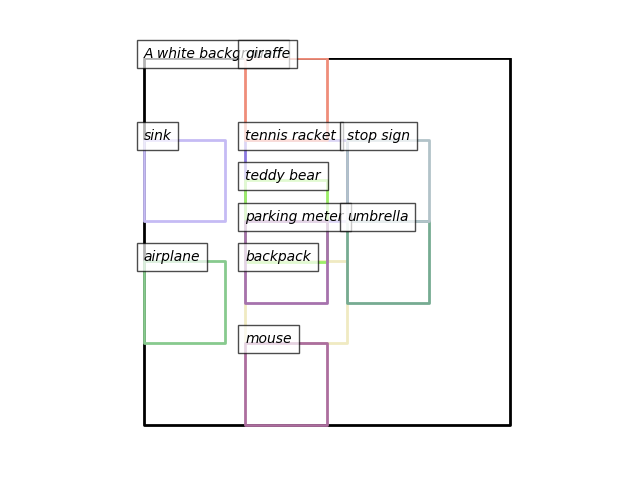 A white backgr
giraffe
sink
tennis racket
stop sign
teddy bear
parking meter
umbrella
airplane
backpack
mouse